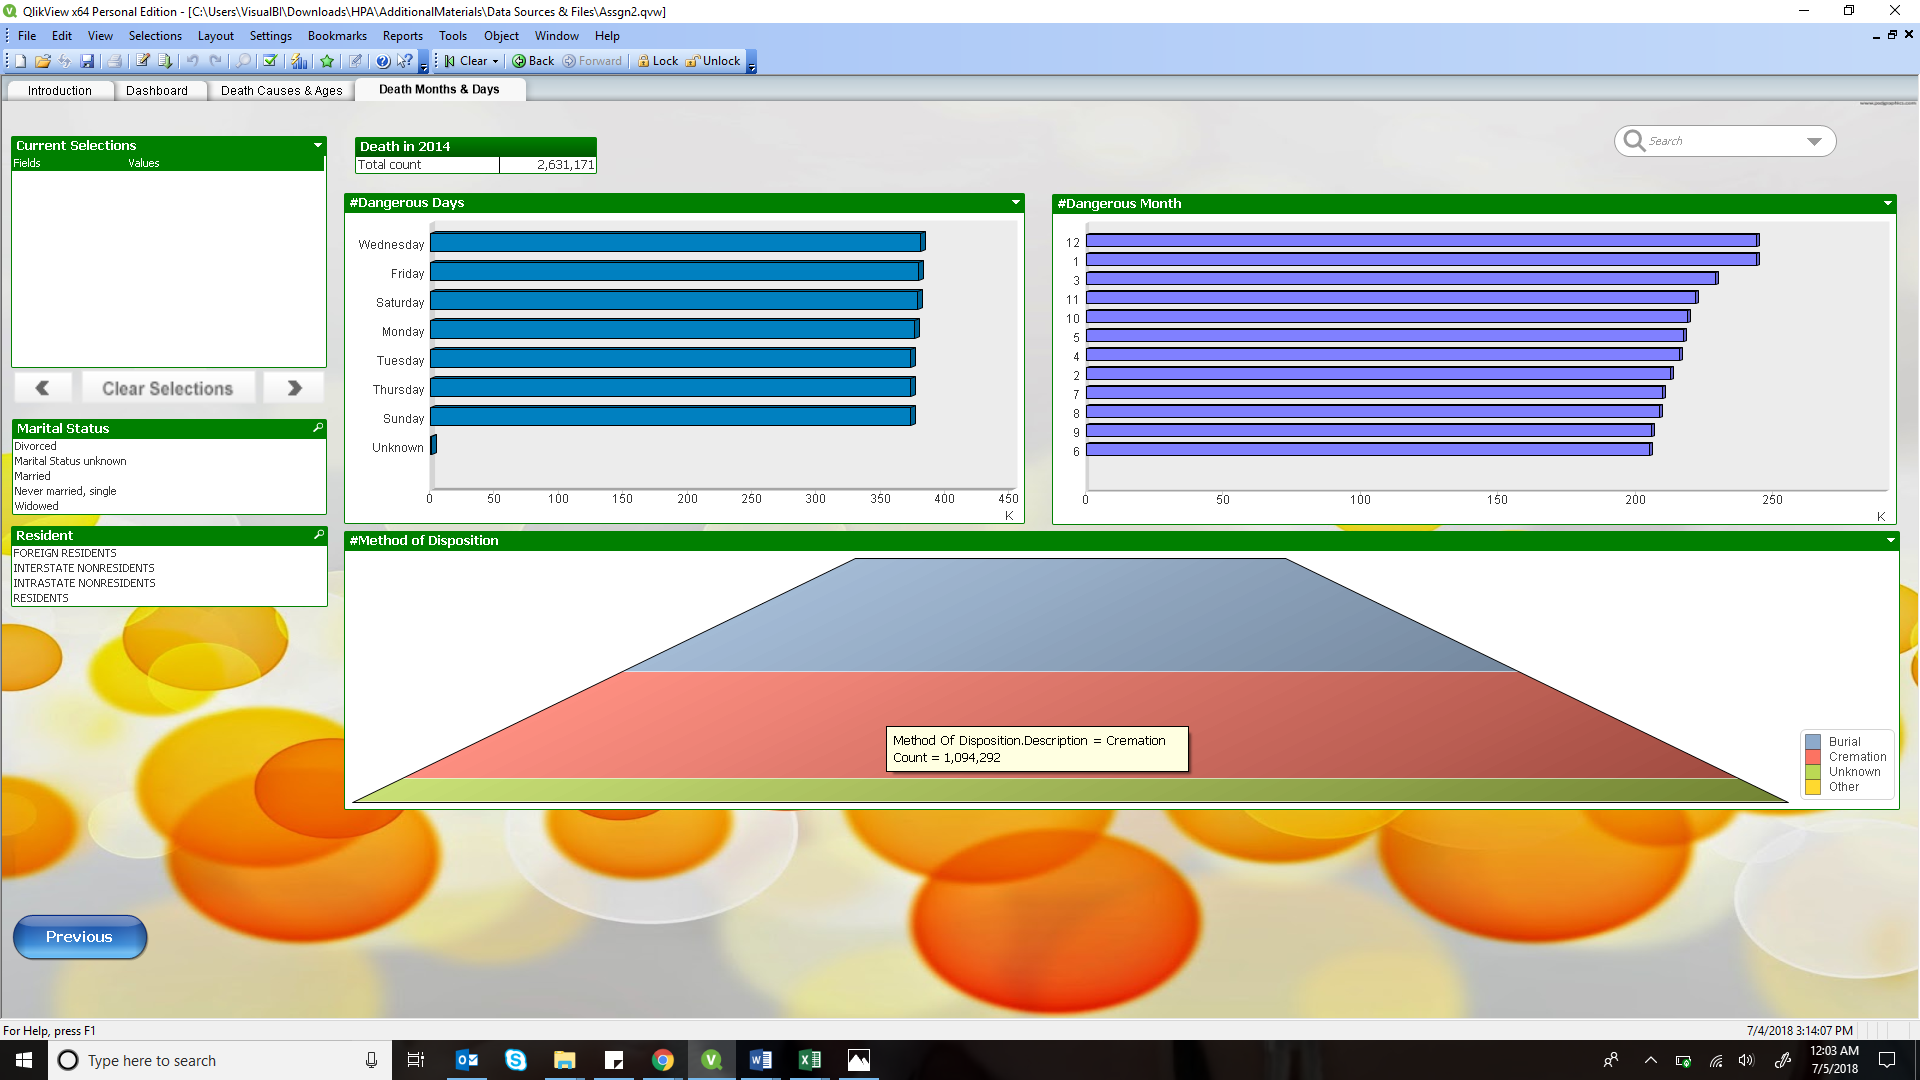 QlikView x64 Personal Edition - [C:\Users\VisualBI\Downloads\HPA\AdditionalMaterials\Data Sources & Files\Assgn2.qvw]
File Edit View Selections Layout Settings Bookmarks Reports Tools Object Window Help
Clear Back Forward Lock Unlock
Introduction Dashboard Death Causes & Ages Death Months & Days
Current Selections
Fields Values
Death in 2014
Total count 2,631,171
Search
#Dangerous Days
Wednesday
Friday
Saturday
Monday
Tuesday
Thursday
Sunday
Unknown
0 50 100 150 200 250 300 350 400 450
K
#Dangerous Month
12
1
3
11
10
5
4
2
7
8
9
6
0 50 100 150 200 250
K
Clear Selections
Marital Status
Divorced
Marital Status unknown
Married
Never married, single
Widowed
Resident
FOREIGN RESIDENTS
INTERSTATE NONRESIDENTS
INTRASTATE NONRESIDENTS
RESIDENTS
#Method of Disposition
Method Of Disposition.Description = Cremation
Count = 1,094,292
Burial
Cremation
Unknown
Other
Previous
For Help, press F1
7/4/2018 3:14:07 PM
Type here to search
12:03 AM
7/5/2018